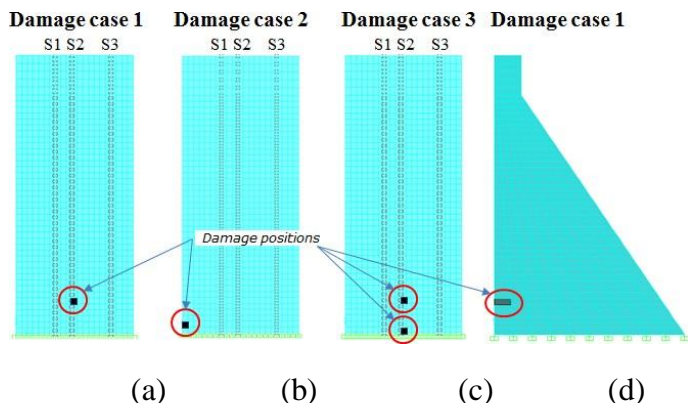 Damage case 1 Damage case 2 Damage case 3 Damage case 1
S1 S2 S3 S1 S2 S3 S1 S2 S3
Damage positions
(a) (b) (c) (d)